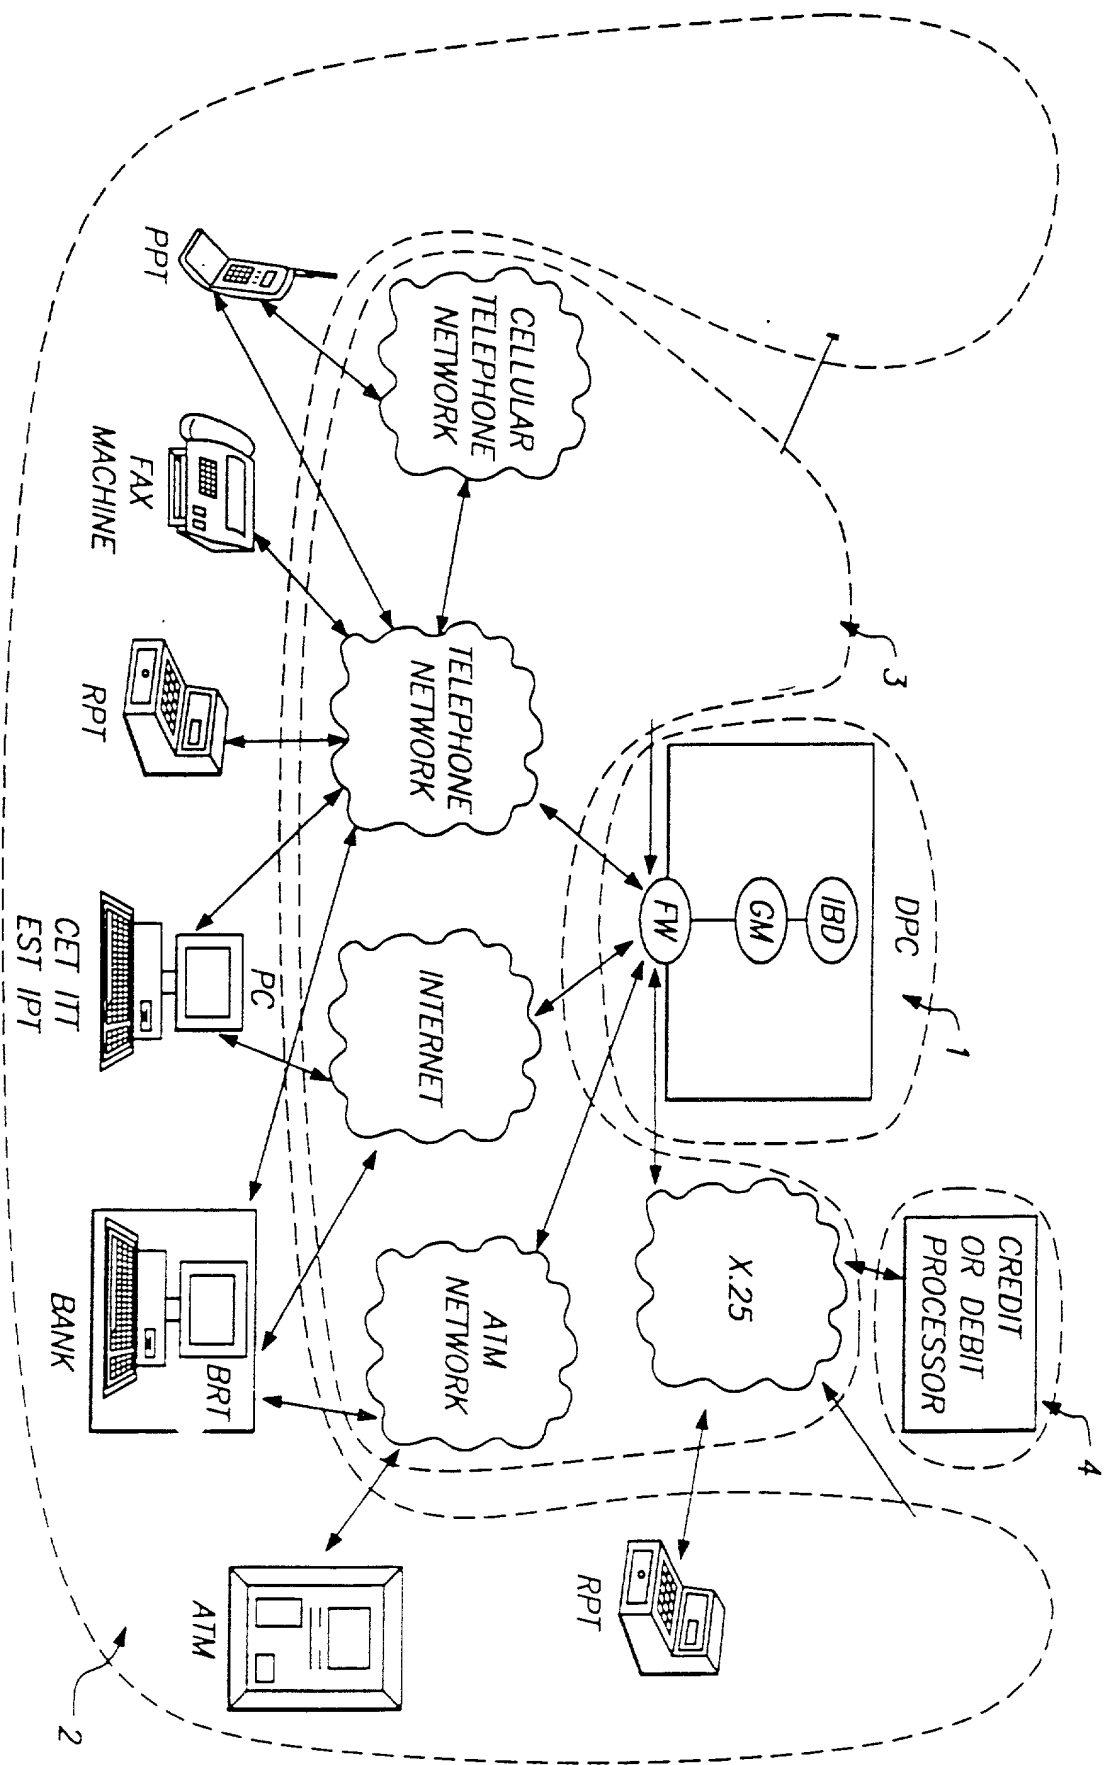 DPC
1
IBD
GM
FW
3
CREDIT
OR DEBIT
PROCESSOR
4
CELLULAR
TELEPHONE
NETWORK
TELEPHONE
NETWORK
INTERNET
X.25
ATM
NETWORK
RPT
PPT
FAX
MACHINE
RPT
PC
CET ITT
EST IPT
BRT
BANK
ATM
2